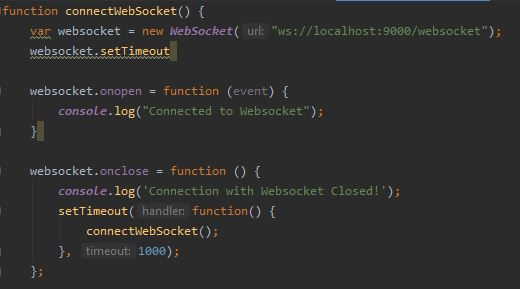 function connectWebSocket() {
var websocket = new WebSocket( url: "ws://localhost:9000/websocket");
websocket.setTimeout
websocket.onopen = function (event) {
console.log("Connected to Websocket");
}
websocket.onclose = function () {
console.log('Connection with Websocket Closed!');
setTimeout( handler: function() {
connectWebSocket();
}, timeout: 1000);
};